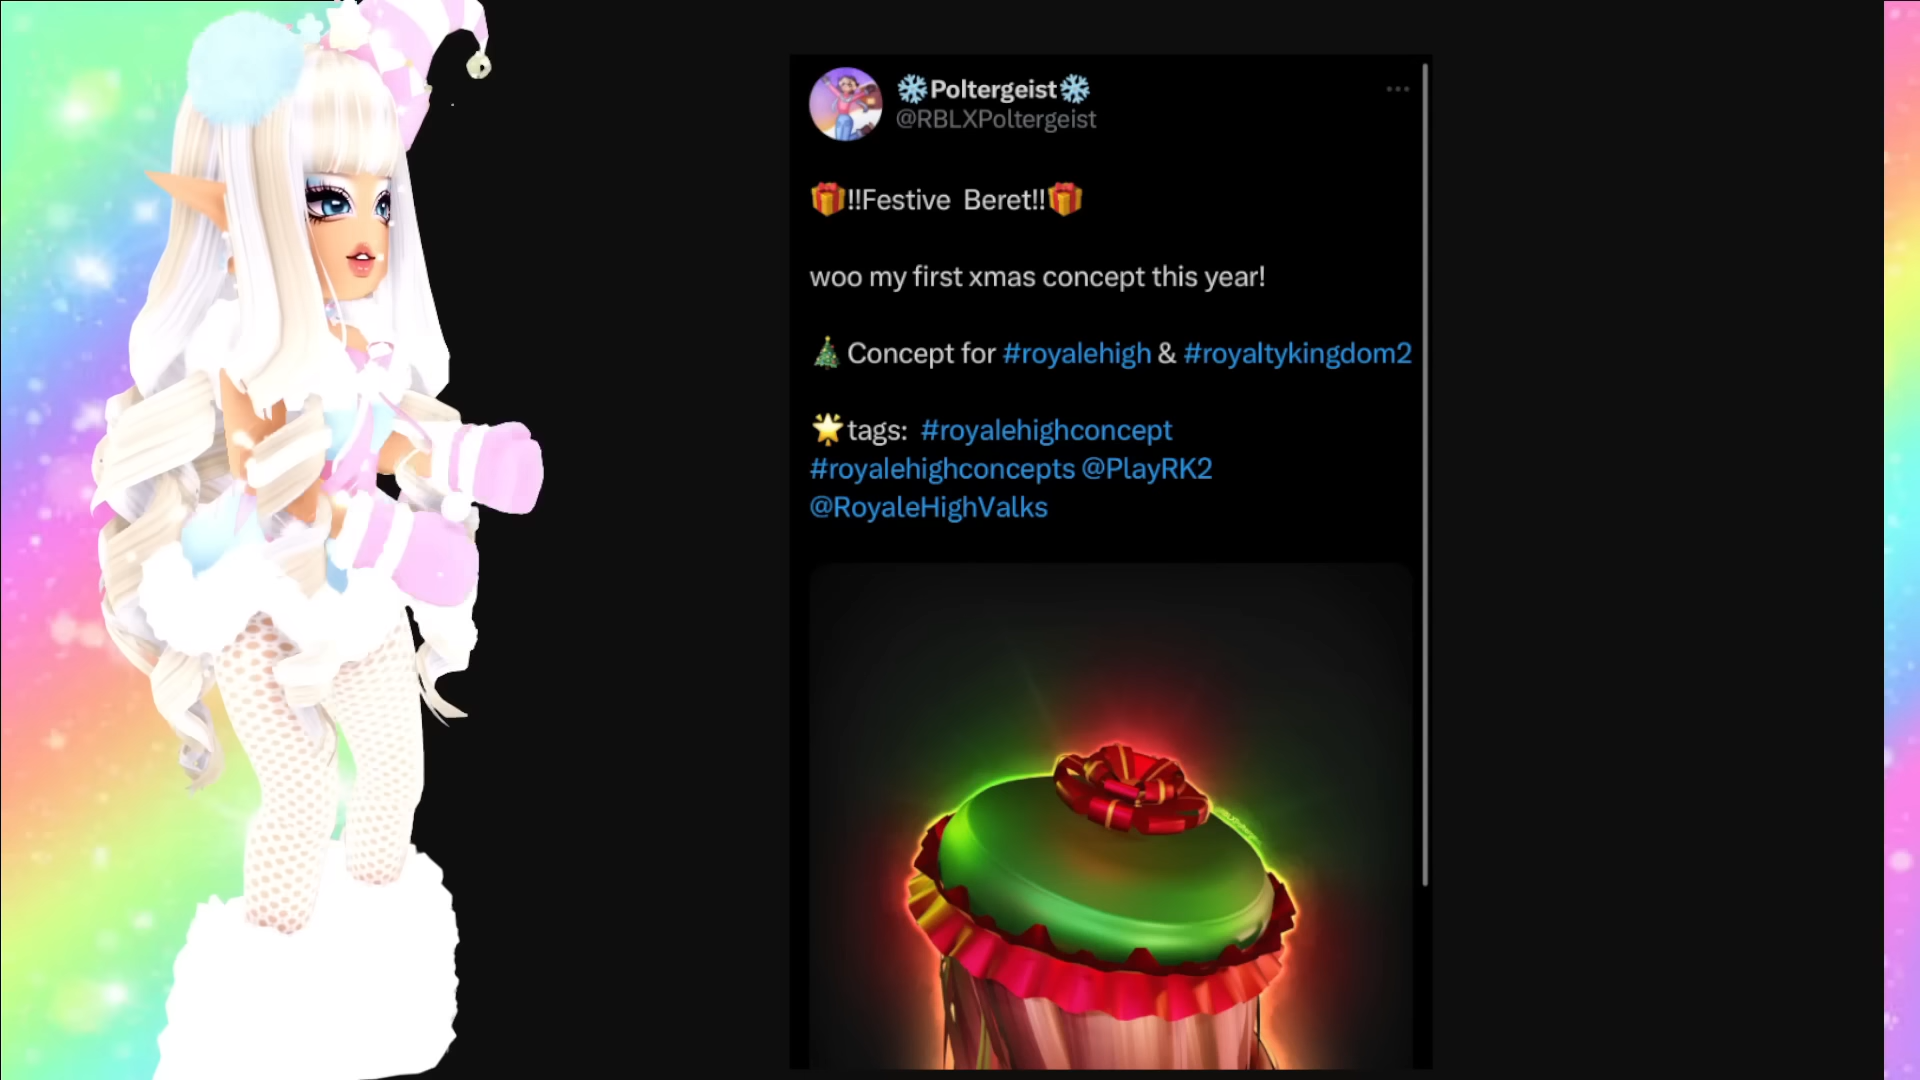 ❄️Poltergeist❄️
@RBLXPoltergeist
🎁!!Festive Beret!!🎁
woo my first xmas concept this year!
🎄Concept for #royalehigh & #royaltykingdom2
🌟tags: #royalehighconcept
#royalehighconcepts @PlayRK2
@RoyaleHighValks